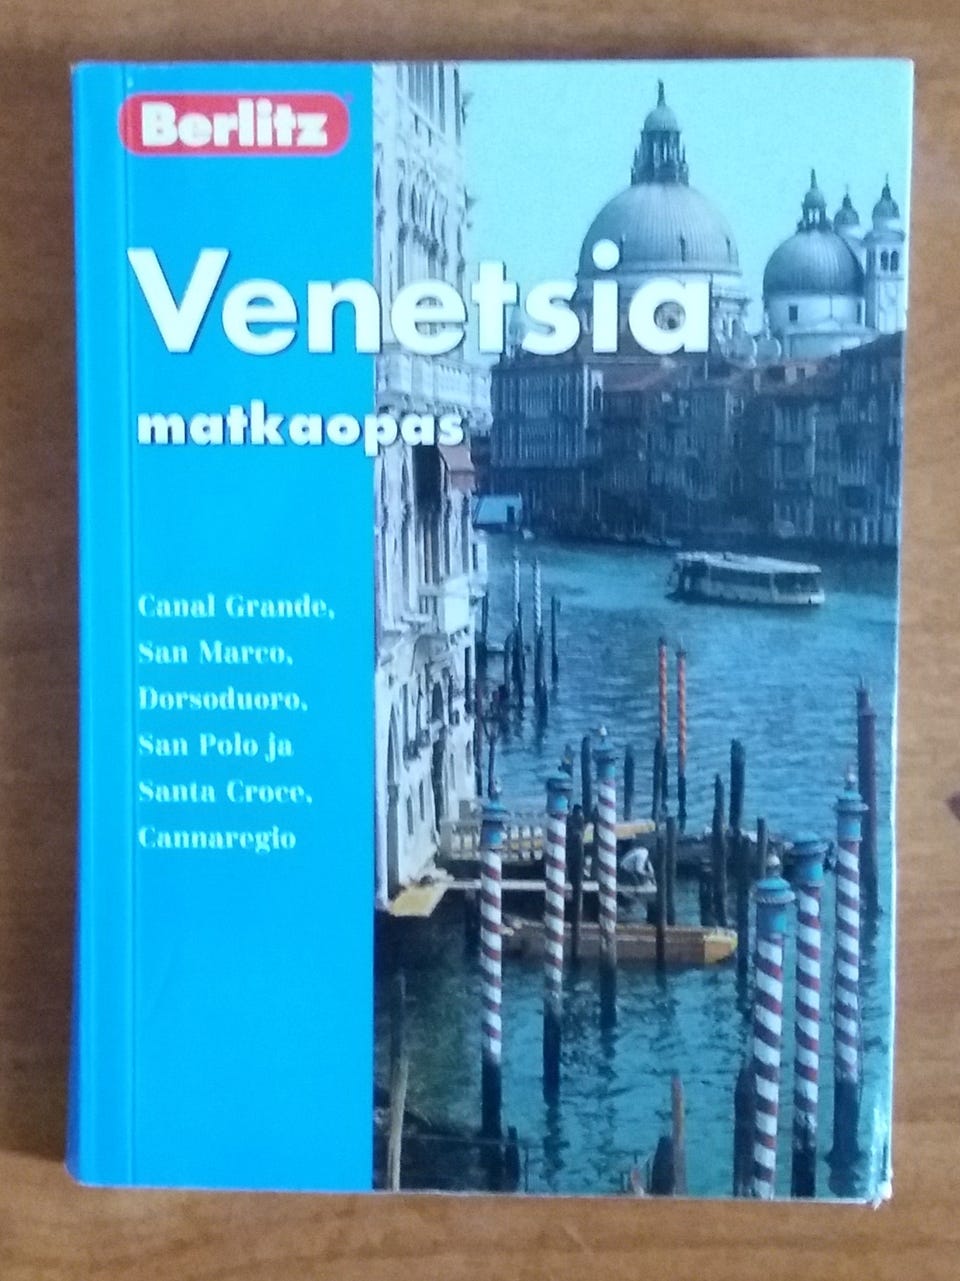 Berlitz
Venetsia
matkaopas
Canal Grande,
San Marco,
Dorsoduoro,
San Polo ja
Santa Croce,
Cannaregio